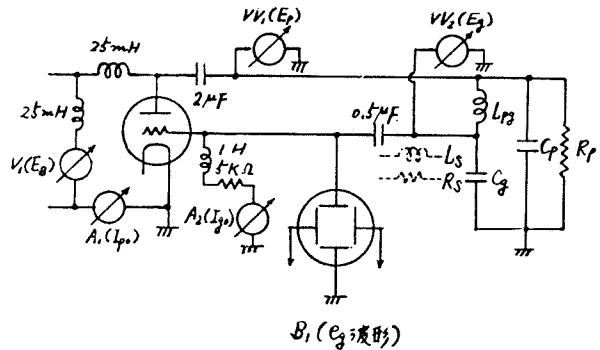 VV₁(Ep)
VV₂(Eg)
25mH
2μF
25mH
0.5μF
Lpg
Cp
Rp
1H
5KΩ
Ls
Rs
Cg
V₁(EB)
A₂(Igo)
A₁(Ipo)
B₁(eg波形)